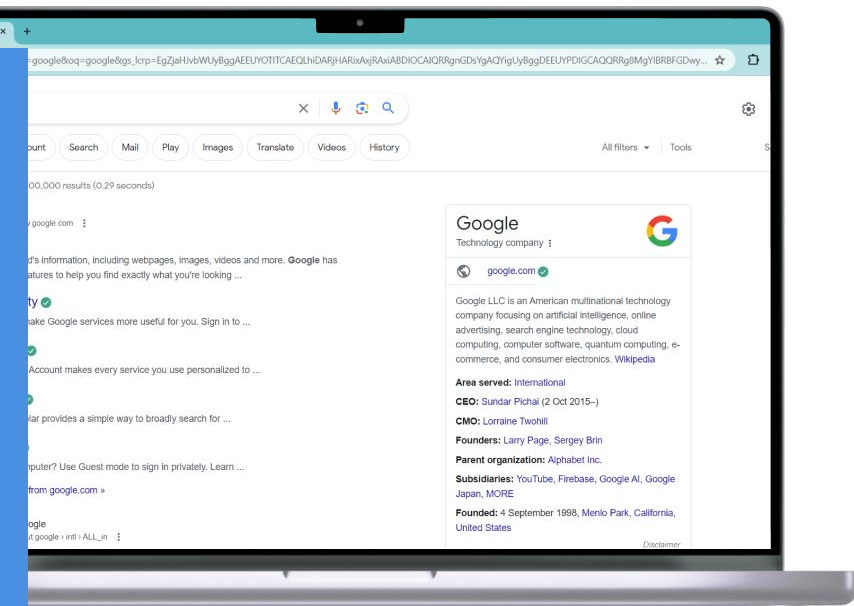 =google&oq=google&gs_lcrp=EgZjaHJvbWUyBggAEEUYOTITCAEQLhiDARjHARixAxjRAxiABDIOCAIQRRgnGDsYgAQYigUyBggDEEUYPDIGCAQQRRg8MgYIBRBFGDwy...
ount Search Mail Play Images Translate Videos History All filters Tools S
00,000 results (0.29 seconds)
.google.com
d's information, including webpages, images, videos and more. Google has
atures to help you find exactly what you're looking ...
ty
ake Google services more useful for you. Sign in to ...
Account makes every service you use personalized to ...
lar provides a simple way to broadly search for ...
nputer? Use Guest mode to sign in privately. Learn ...
from google.com »
ogle
ut.google › intl › ALL_in
Google
Technology company
google.com
Google LLC is an American multinational technology
company focusing on artificial intelligence, online
advertising, search engine technology, cloud
computing, computer software, quantum computing, e-
commerce, and consumer electronics. Wikipedia
Area served: International
CEO: Sundar Pichai (2 Oct 2015–)
CMO: Lorraine Twohill
Founders: Larry Page, Sergey Brin
Parent organization: Alphabet Inc.
Subsidiaries: YouTube, Firebase, Google AI, Google
Japan, MORE
Founded: 4 September 1998, Menlo Park, California,
United States
Disclaimer